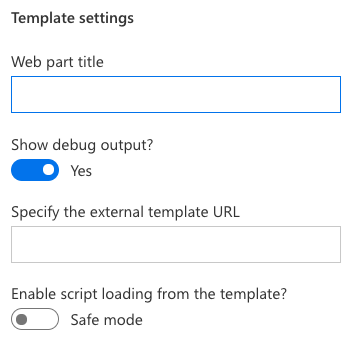 Template settings
Web part title
Show debug output?
Yes
Specify the external template URL
Enable script loading from the template?
Safe mode